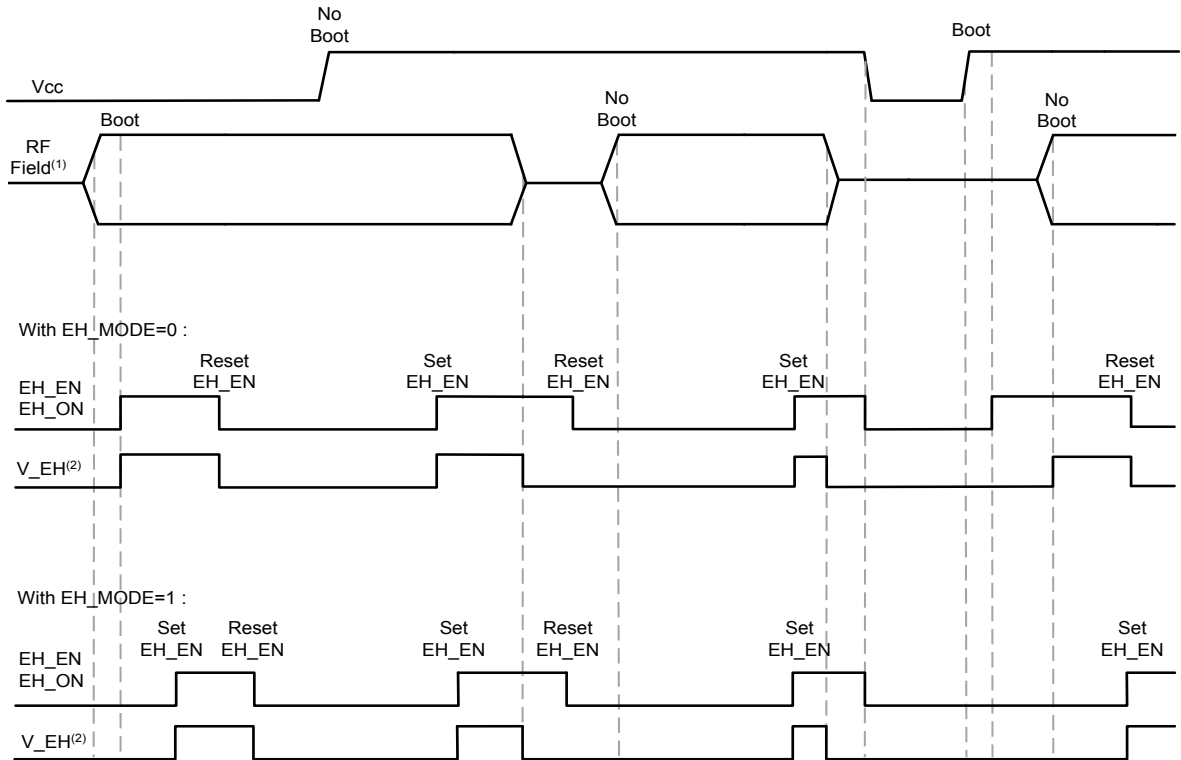 No
Boot
Boot
Vcc
Boot
No
Boot
No
Boot
RF
Field(1)
With EH_MODE=0 :
Reset
EH_EN
Set
EH_EN
Reset
EH_EN
Set
EH_EN
Reset
EH_EN
EH_EN
EH_ON
V_EH(2)
With EH_MODE=1 :
Set
EH_EN
Reset
EH_EN
Set
EH_EN
Reset
EH_EN
Set
EH_EN
Set
EH_EN
EH_EN
EH_ON
V_EH(2)